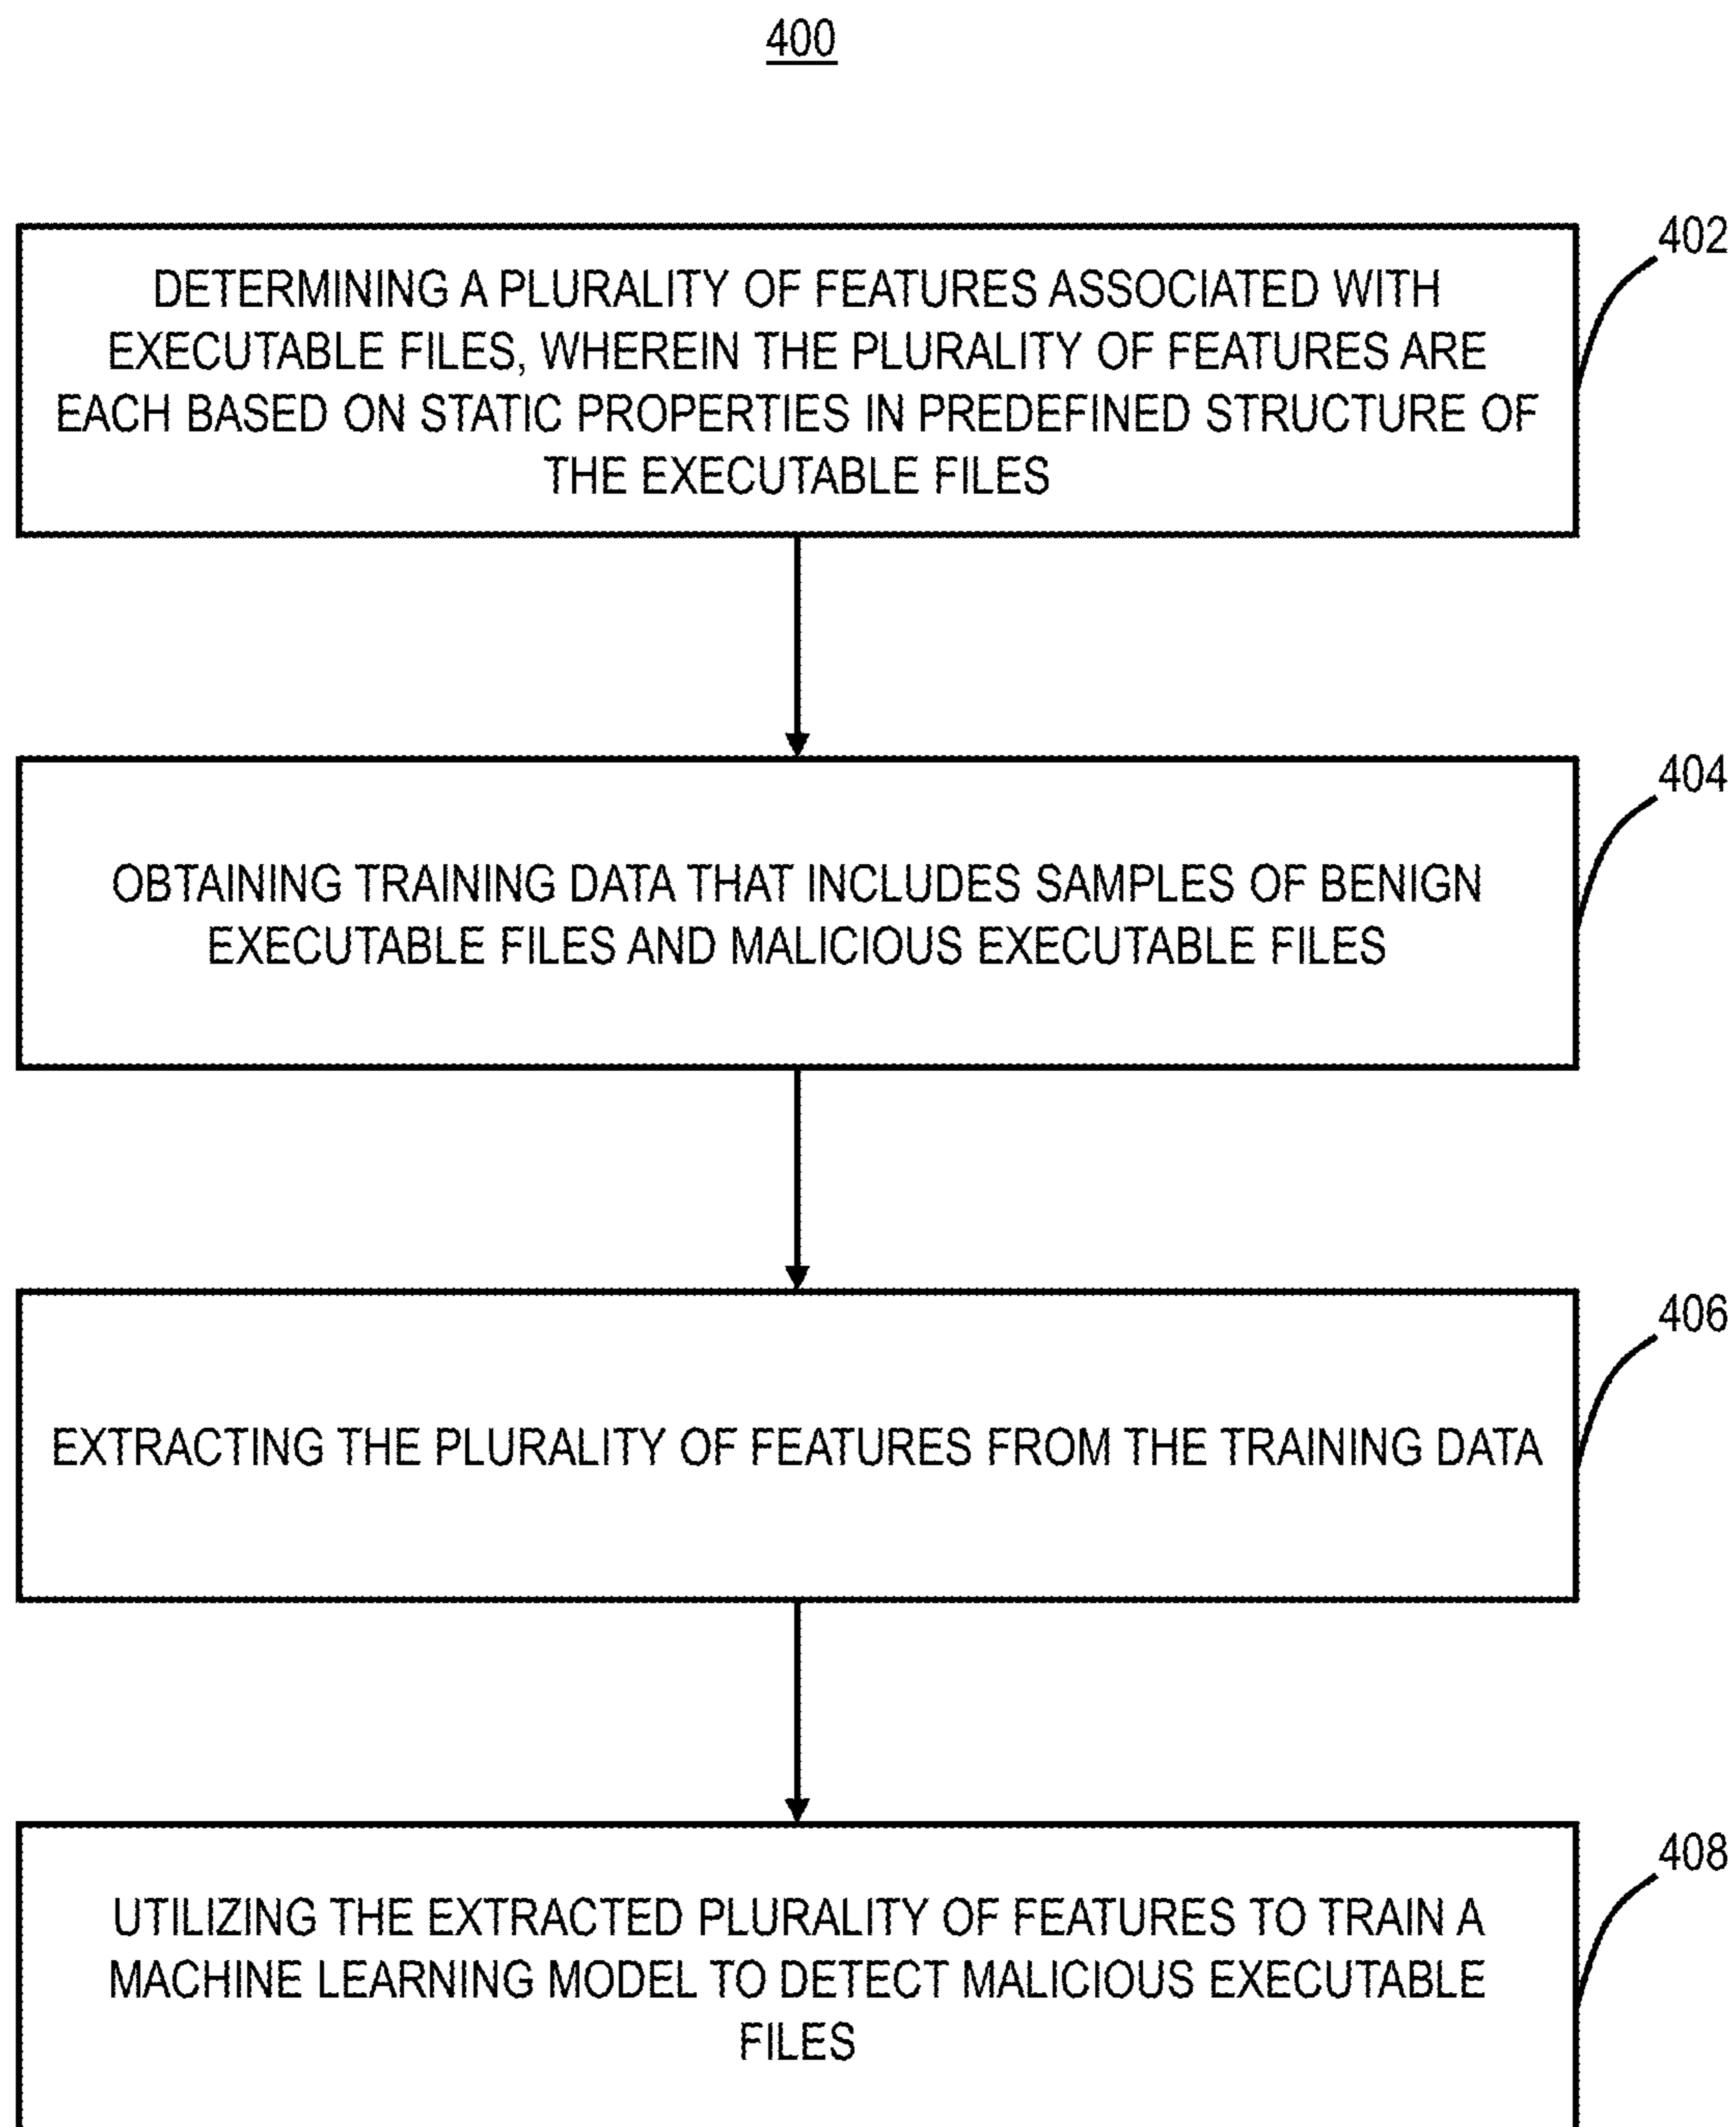 400
402
DETERMINING A PLURALITY OF FEATURES ASSOCIATED WITH
EXECUTABLE FILES, WHEREIN THE PLURALITY OF FEATURES ARE
EACH BASED ON STATIC PROPERTIES IN PREDEFINED STRUCTURE OF
THE EXECUTABLE FILES
404
OBTAINING TRAINING DATA THAT INCLUDES SAMPLES OF BENIGN
EXECUTABLE FILES AND MALICIOUS EXECUTABLE FILES
406
EXTRACTING THE PLURALITY OF FEATURES FROM THE TRAINING DATA
408
UTILIZING THE EXTRACTED PLURALITY OF FEATURES TO TRAIN A
MACHINE LEARNING MODEL TO DETECT MALICIOUS EXECUTABLE
FILES